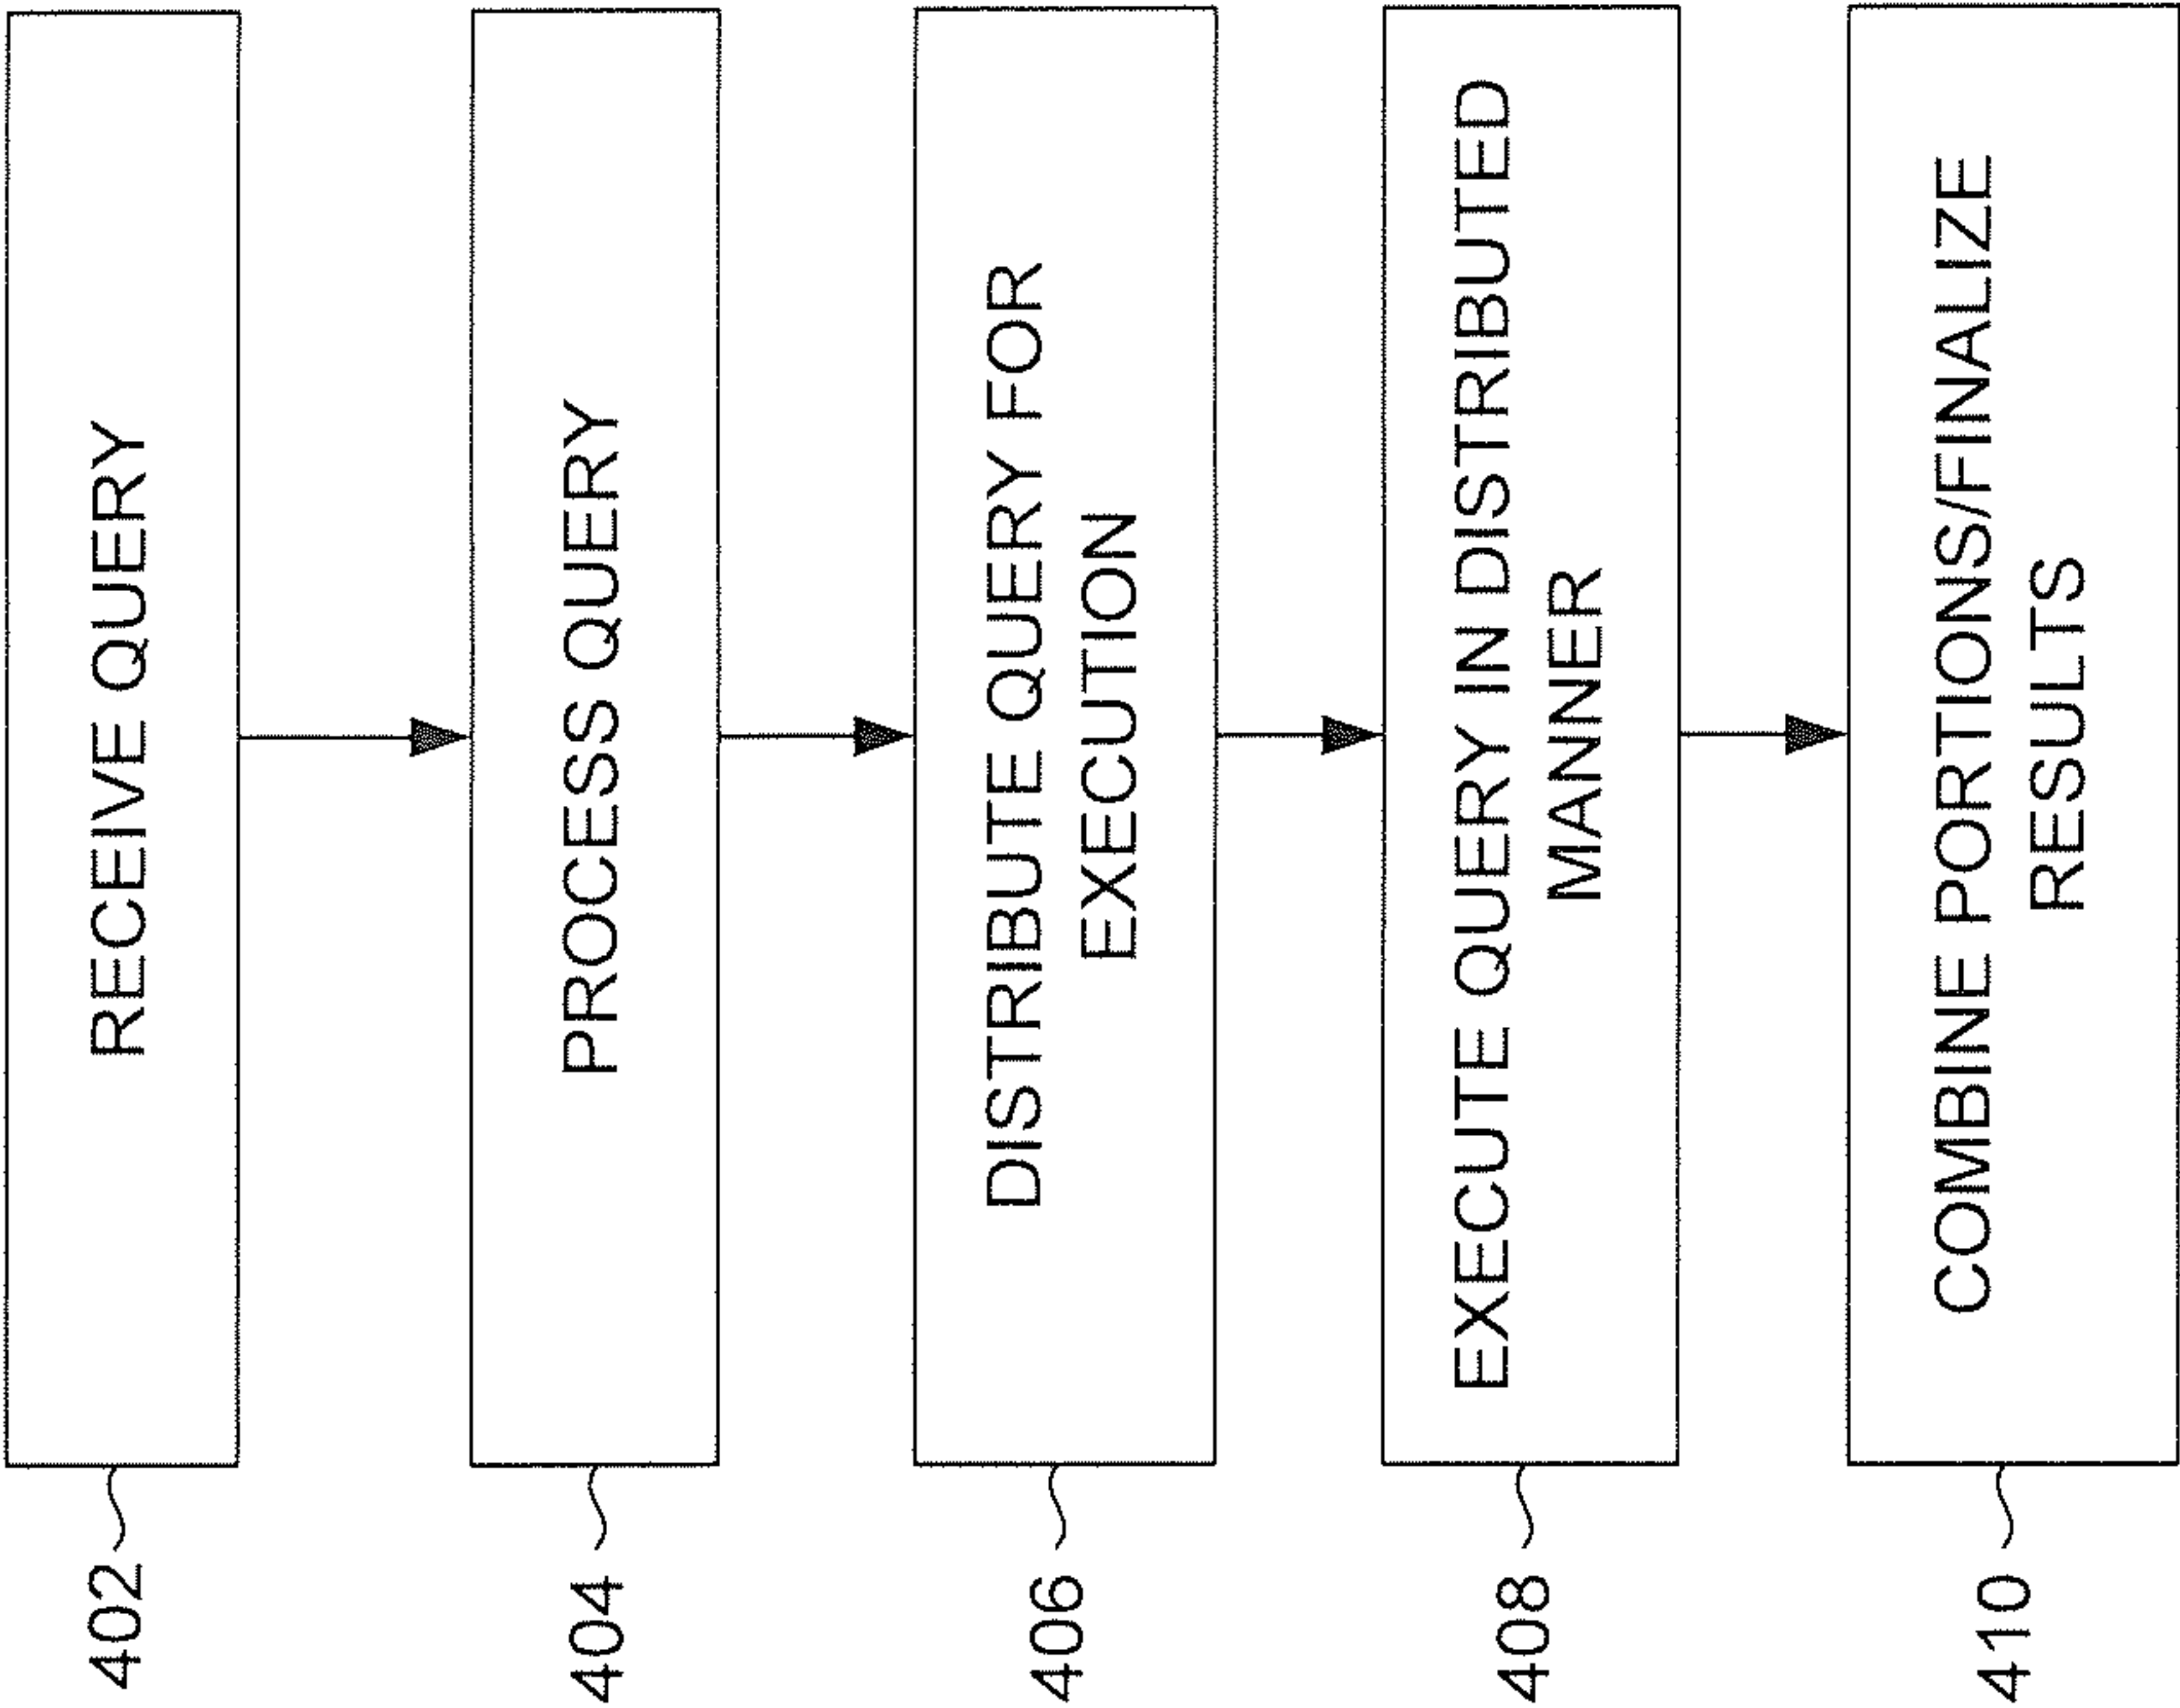 402
RECEIVE QUERY
404
PROCESS QUERY
406
DISTRIBUTE QUERY FOR
EXECUTION
408
EXECUTE QUERY IN DISTRIBUTED
MANNER
410
COMBINE PORTIONS/FINALIZE
RESULTS